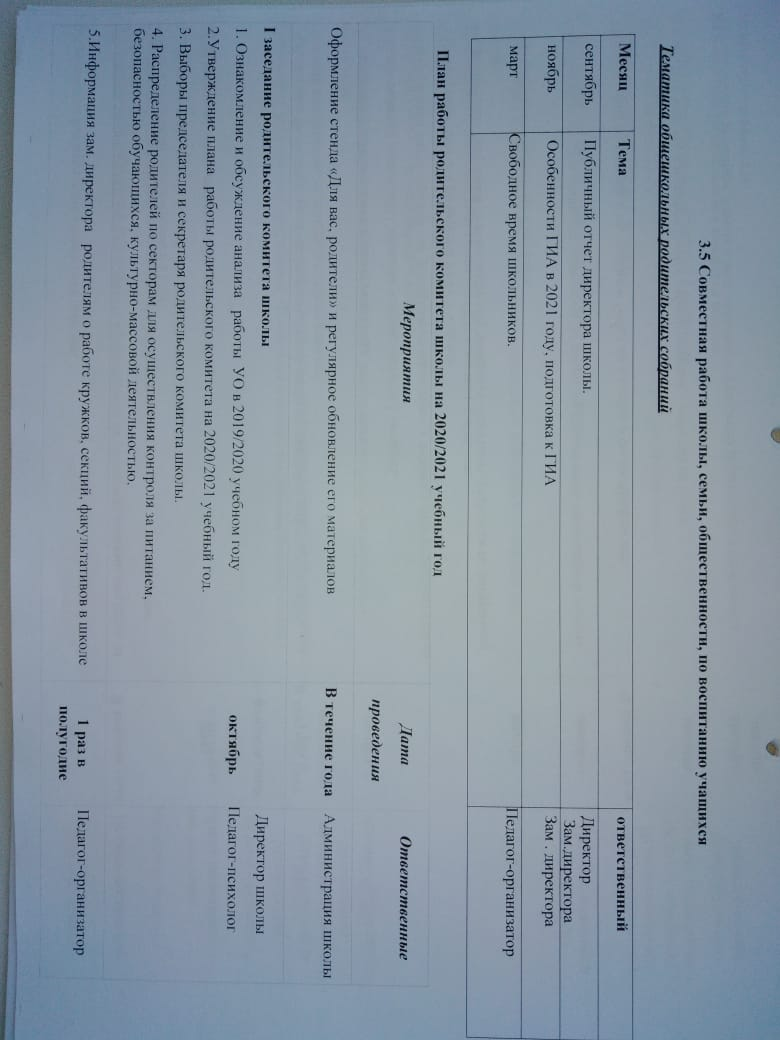 3.5 Совместная работа школы, семьи, общественности, по воспитанию учащихся
Тематика общешкольных родительских собраний
Месяц Тема ответственный
сентябрь Публичный отчет директора школы. Директор
Зам.директора
ноябрь Особенности ГИА в 2021 году, подготовка к ГИА Зам . директора
март Свободное время школьников. Педагог-организатор
План работы родительского комитета школы на 2020/2021 учебный год
Мероприятия Дата Ответственные
проведения
Оформление стенда «Для вас, родители» и регулярное обновление его материалов В течение года Администрация школы
I заседание родительского комитета школы Директор школы
1. Ознакомление и обсуждение анализа работы УО в 2019/2020 учебном году октябрь Педагог-психолог
2.Утверждение плана работы родительского комитета на 2020/2021 учебный год.
3. Выборы председателя и секретаря родительского комитета школы.
4. Распределение родителей по секторам для осуществления контроля за питанием,
безопасностью обучающихся, культурно-массовой деятельностью.
5.Информация зам. директора родителям о работе кружков, секций, факультативов в школе 1 раз в Педагог-организатор
полугодие